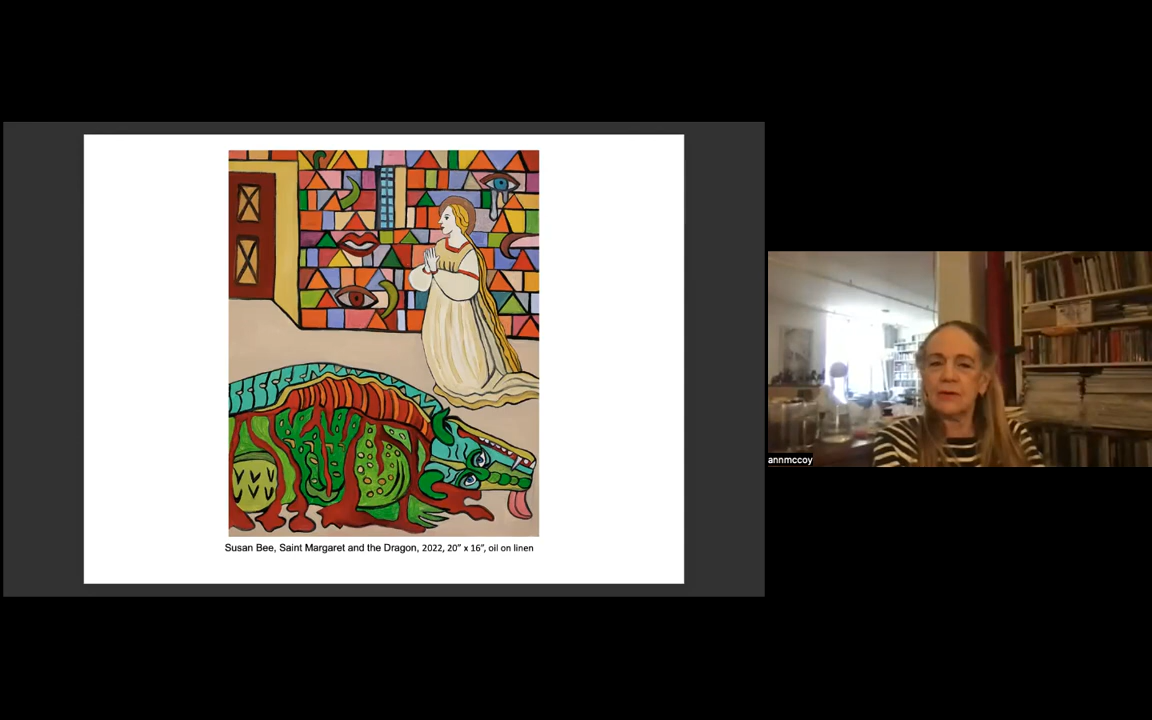 Susan Bee, Saint Margaret and the Dragon, 2022, 20" x 16", oil on linen
annmccoy